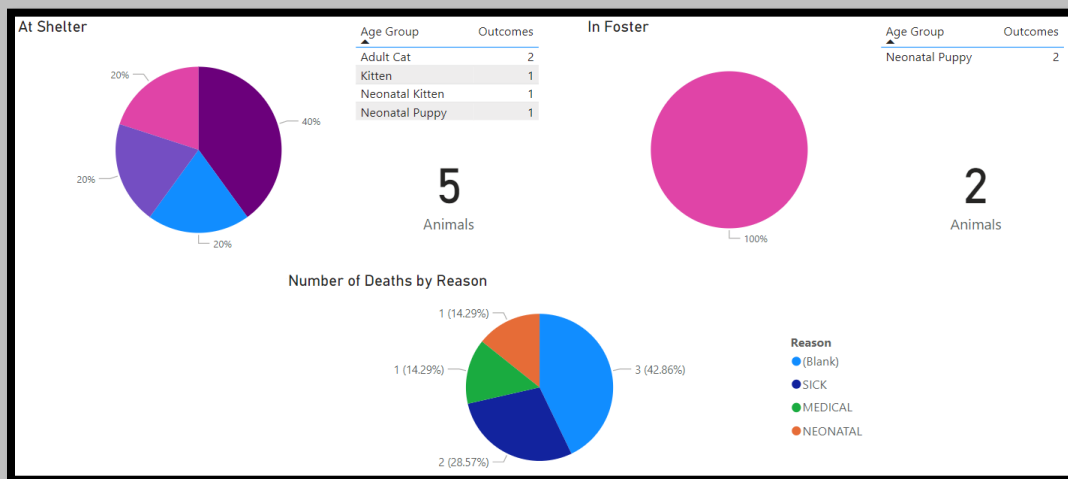 At Shelter
Age Group Outcomes
Adult Cat 2
Kitten 1
Neonatal Kitten 1
Neonatal Puppy 1
20%
40%
20%
20%
5
Animals
In Foster
Age Group Outcomes
Neonatal Puppy 2
100%
2
Animals
Number of Deaths by Reason
1 (14.29%)
1 (14.29%)
3 (42.86%)
2 (28.57%)
Reason
(Blank)
SICK
MEDICAL
NEONATAL